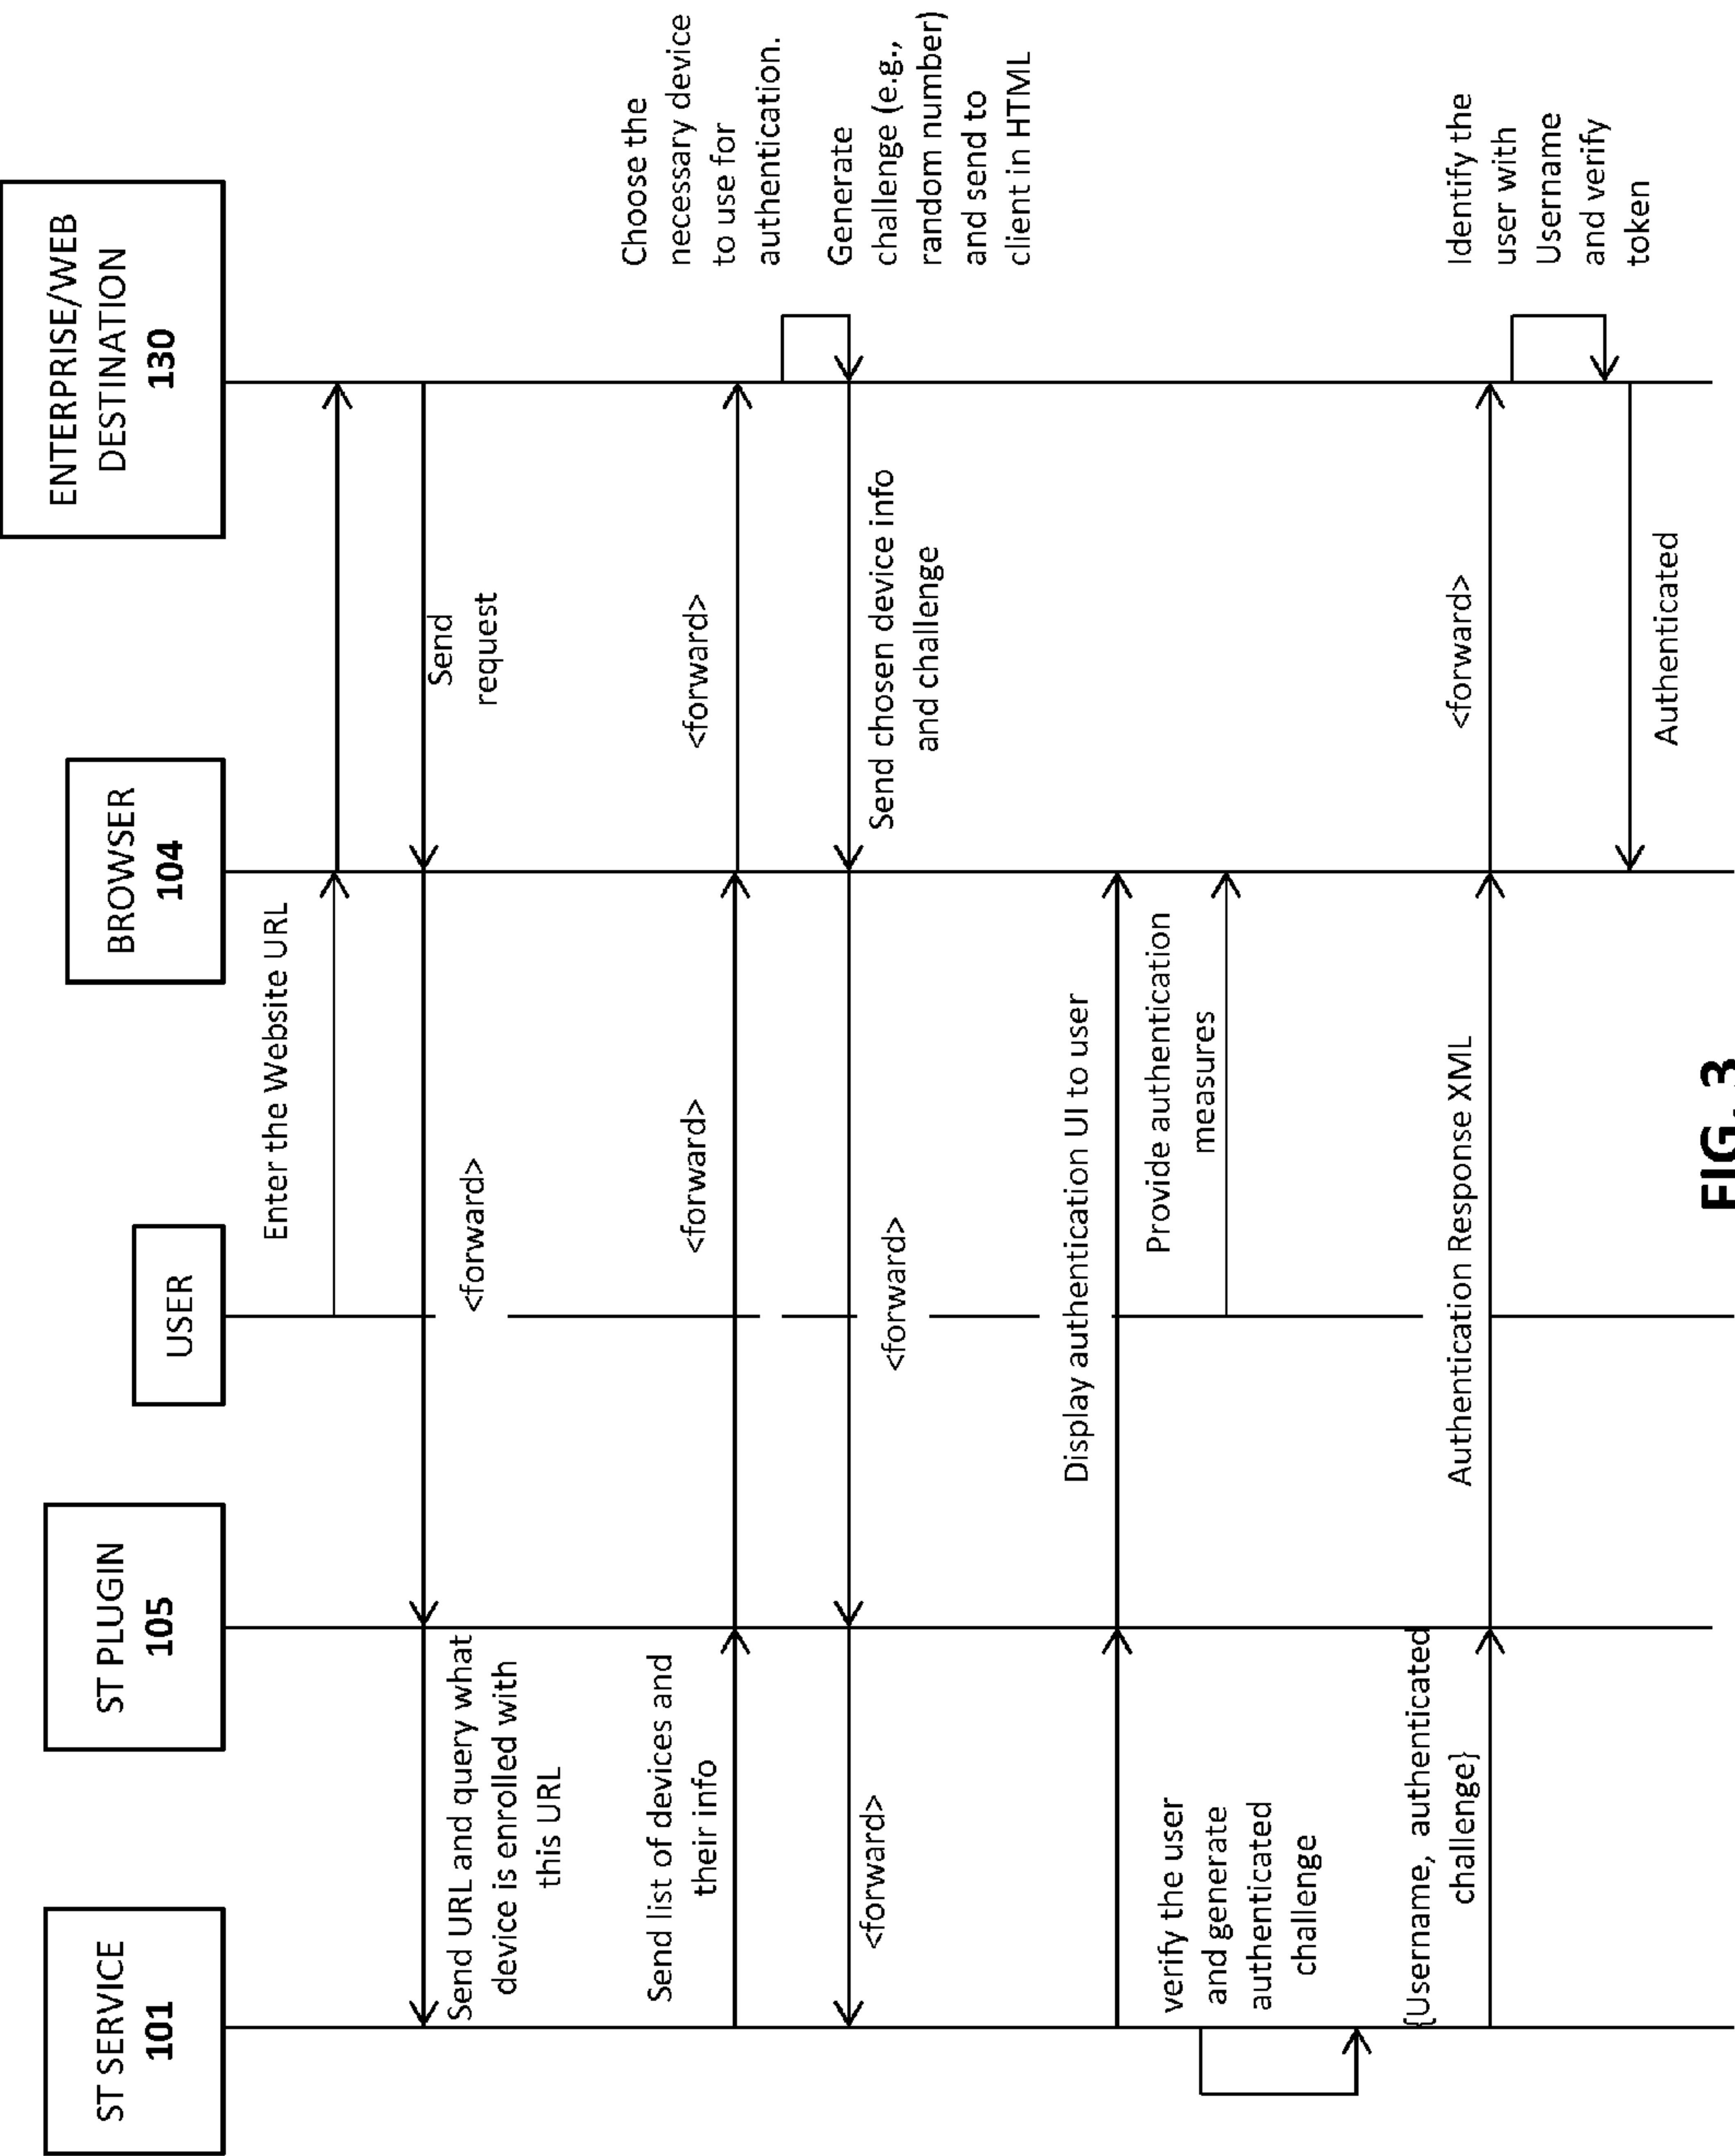 ST SERVICE
101
ST PLUGIN
105
USER
BROWSER
104
ENTERPRISE/WEB
DESTINATION
130
Enter the Website URL
Send
request
<forward>
Send URL and query what
device is enrolled with
this URL
Send list of devices and
their info
<forward>
<forward>
Choose the
necessary device
to use for
authentication.
Generate
challenge (e.g.,
random number)
and send to
client in HTML
Send chosen device info
and challenge
<forward>
<forward>
Display authentication UI to user
Provide authentication
measures
verify the user
and generate
authenticated
challenge
{Username, authenticated
challenge}
Authentication Response XML
<forward>
Identify the
user with
Username
and verify
token
Authenticated
FIG. 3